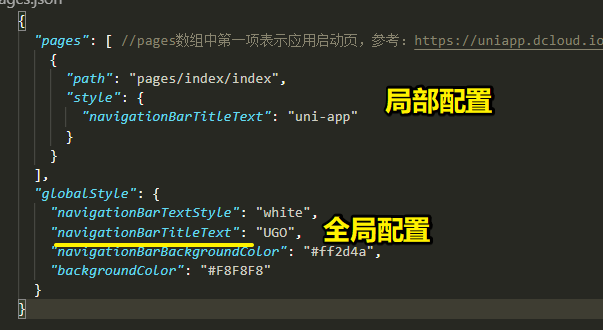 pages.json
{
"pages": [ //pages数组中第一项表示应用启动页，参考：https://uniapp.dcloud.io
{
"path": "pages/index/index",
"style": {
"navigationBarTitleText": "uni-app"
}
}
],
"globalStyle": {
"navigationBarTextStyle": "white",
"navigationBarTitleText": "UGO",
"navigationBarBackgroundColor": "#ff2d4a",
"backgroundColor": "#F8F8F8"
}
}
局部配置
全局配置